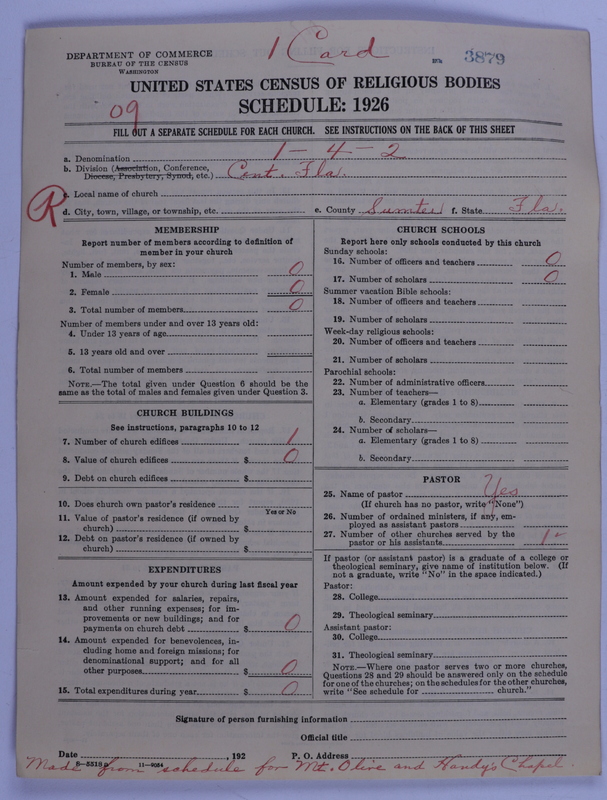 1 Card
DEPARTMENT OF COMMERCE
BUREAU OF THE CENSUS
WASHINGTON
3879
UNITED STATES CENSUS OF RELIGIOUS BODIES
09
SCHEDULE: 1926
FILL OUT A SEPARATE SCHEDULE FOR EACH CHURCH. SEE INSTRUCTIONS ON THE BACK OF THIS SHEET
a. Denomination 1-4-2
b. Division (Association, Conference,
Diocese, Presbytery, Synod, etc.) Cent. Fla.
c. Local name of church
R
d. City, town, village, or township, etc. e. County Sumter f. State Fla.
MEMBERSHIP
Report number of members according to definition of
member in your church
Number of members, by sex:
1. Male 0
2. Female 0
3. Total number of members 0
Number of members under and over 13 years old:
4. Under 13 years of age
5. 13 years old and over
6. Total number of members
NOTE.—The total given under Question 6 should be the
same as the total of males and females given under Question 3.
CHURCH BUILDINGS
See instructions, paragraphs 10 to 12
7. Number of church edifices 1
8. Value of church edifices $ 0
9. Debt on church edifices $
10. Does church own pastor's residence
Yes or No
11. Value of pastor's residence (if owned by
church) $
12. Debt on pastor's residence (if owned by
church) $
EXPENDITURES
Amount expended by your church during last fiscal year
13. Amount expended for salaries, repairs,
and other running expenses; for im-
provements or new buildings; and for
payments on church debt $ 0
14. Amount expended for benevolences, in-
cluding home and foreign missions; for
denominational support; and for all
other purposes $ 0
15. Total expenditures during year $ 0
CHURCH SCHOOLS
Report here only schools conducted by this church
Sunday schools:
16. Number of officers and teachers 0
17. Number of scholars 0
Summer vacation Bible schools:
18. Number of officers and teachers
19. Number of scholars
Week-day religious schools:
20. Number of officers and teachers
21. Number of scholars
Parochial schools:
22. Number of administrative officers
23. Number of teachers—
a. Elementary (grades 1 to 8)
b. Secondary
24. Number of scholars—
a. Elementary (grades 1 to 8)
b. Secondary
PASTOR
25. Name of pastor Yes
(If church has no pastor, write "None")
26. Number of ordained ministers, if any, em-
ployed as assistant pastors
27. Number of other churches served by the
pastor or his assistants 1
If pastor (or assistant pastor) is a graduate of a college or
theological seminary, give name of institution below. (If
not a graduate, write "No" in the space indicated.)
Pastor:
28. College
29. Theological seminary
Assistant pastor:
30. College
31. Theological seminary
NOTE.—Where one pastor serves two or more churches,
Questions 28 and 29 should be answered only on the schedule
for one of the churches; on the schedules for the other churches,
write "See schedule for church."
Signature of person furnishing information
Official title
Date , 192 P. O. Address
8-5518a 11-9084
Made from schedule for Mt. Olive and Handy's Chapel.